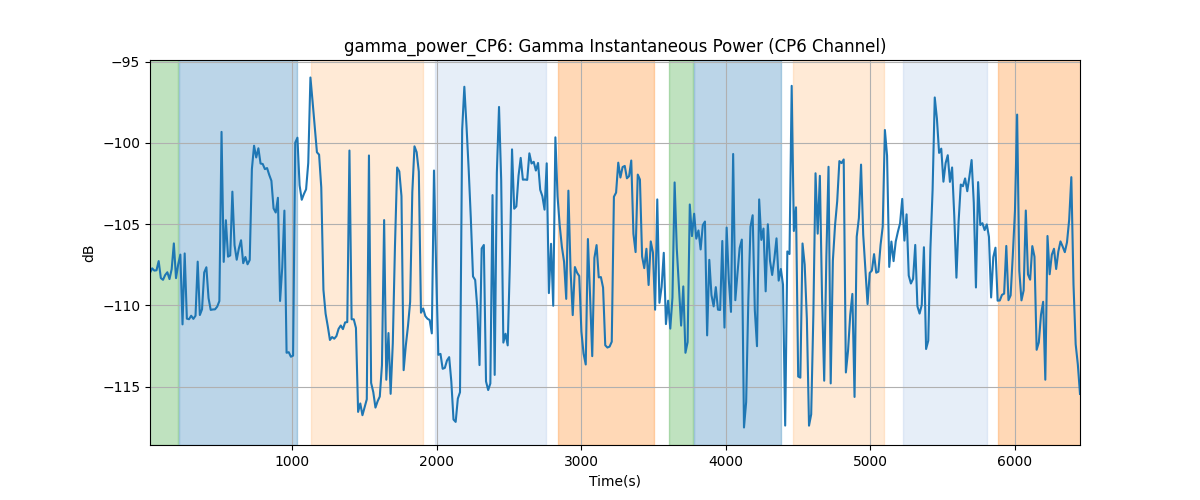 gamma_power_CP6: Gamma Instantaneous Power (CP6 Channel)
−95
−100
−105
−110
−115
dB
1000 2000 3000 4000 5000 6000
Time(s)